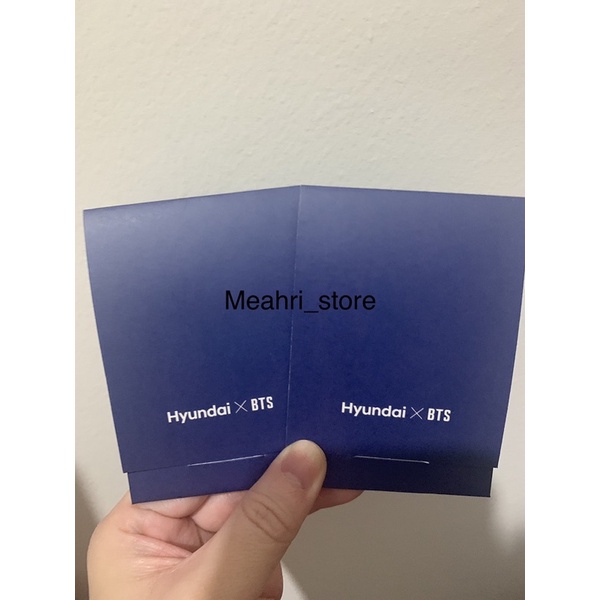 Meahri_store
Hyundai × BTS
Hyundai × BTS